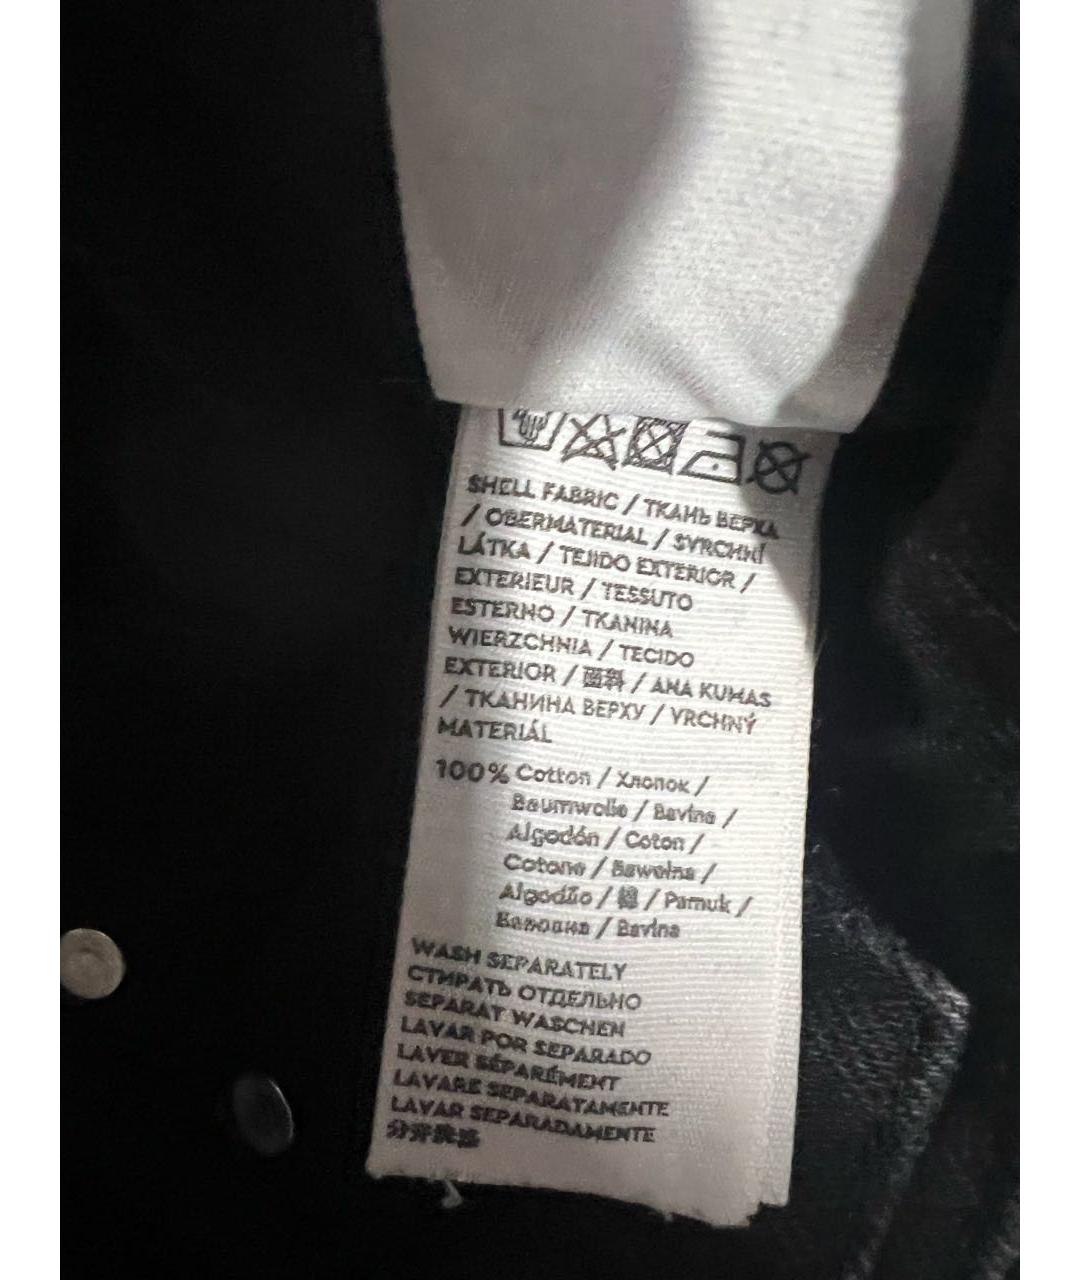 SHELL FABRIC / ТКАНЬ ВЕРХА
/ OBERMATERIAL / SVRCHNÍ
LÁTKA / TEJIDO EXTERIOR /
EXTERIEUR / TESSUTO
ESTERNO / TKANINA
WIERZCHNIA / TECIDO
EXTERIOR / 面料 / ANA KUMAS
/ ТКАНИНА ВЕРХУ / VRCHNÝ
MATERIÁL
100% Cotton / Хлопок /
Baumwolle / Bavlna /
Algodón / Coton /
Cotone / Bawełna /
Algodão / 棉 / Pamuk /
Бавовна / Bavlna
WASH SEPARATELY
СТИРАТЬ ОТДЕЛЬНО
SEPARAT WASCHEN
LAVAR POR SEPARADO
LAVER SÉPARÉMENT
LAVARE SEPARATAMENTE
LAVAR SEPARADAMENTE
分开洗涤